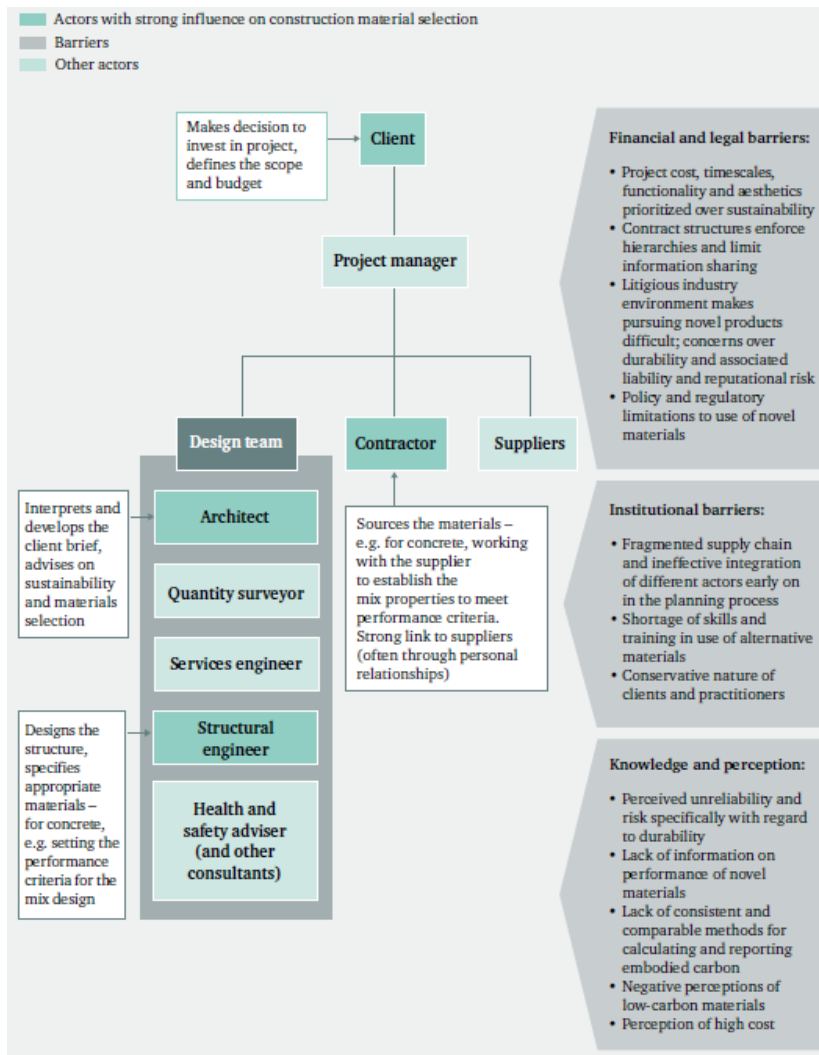 Actors with strong influence on construction material selection
Barriers
Other actors
Makes decision to
invest in project,
defines the scope
and budget
Client
Project manager
Design team
Contractor
Suppliers
Interprets and
develops the
client brief,
advises on
sustainability
and materials
selection
Architect
Quantity surveyor
Services engineer
Designs the
structure,
specifies
appropriate
materials –
for concrete,
e.g. setting the
performance
criteria for the
mix design
Structural
engineer
Health and
safety adviser
(and other
consultants)
Sources the materials –
e.g. for concrete, working
with the supplier
to establish the
mix properties to meet
performance criteria.
Strong link to suppliers
(often through personal
relationships)
Financial and legal barriers:
• Project cost, timescales,
functionality and aesthetics
prioritized over sustainability
• Contract structures enforce
hierarchies and limit
information sharing
• Litigious industry
environment makes
pursuing novel products
difficult; concerns over
durability and associated
liability and reputational risk
• Policy and regulatory
limitations to use of novel
materials
Institutional barriers:
• Fragmented supply chain
and ineffective integration
of different actors early on
in the planning process
• Shortage of skills and
training in use of alternative
materials
• Conservative nature of
clients and practitioners
Knowledge and perception:
• Perceived unreliability and
risk specifically with regard
to durability
• Lack of information on
performance of novel
materials
• Lack of consistent and
comparable methods for
calculating and reporting
embodied carbon
• Negative perceptions of
low-carbon materials
• Perception of high cost